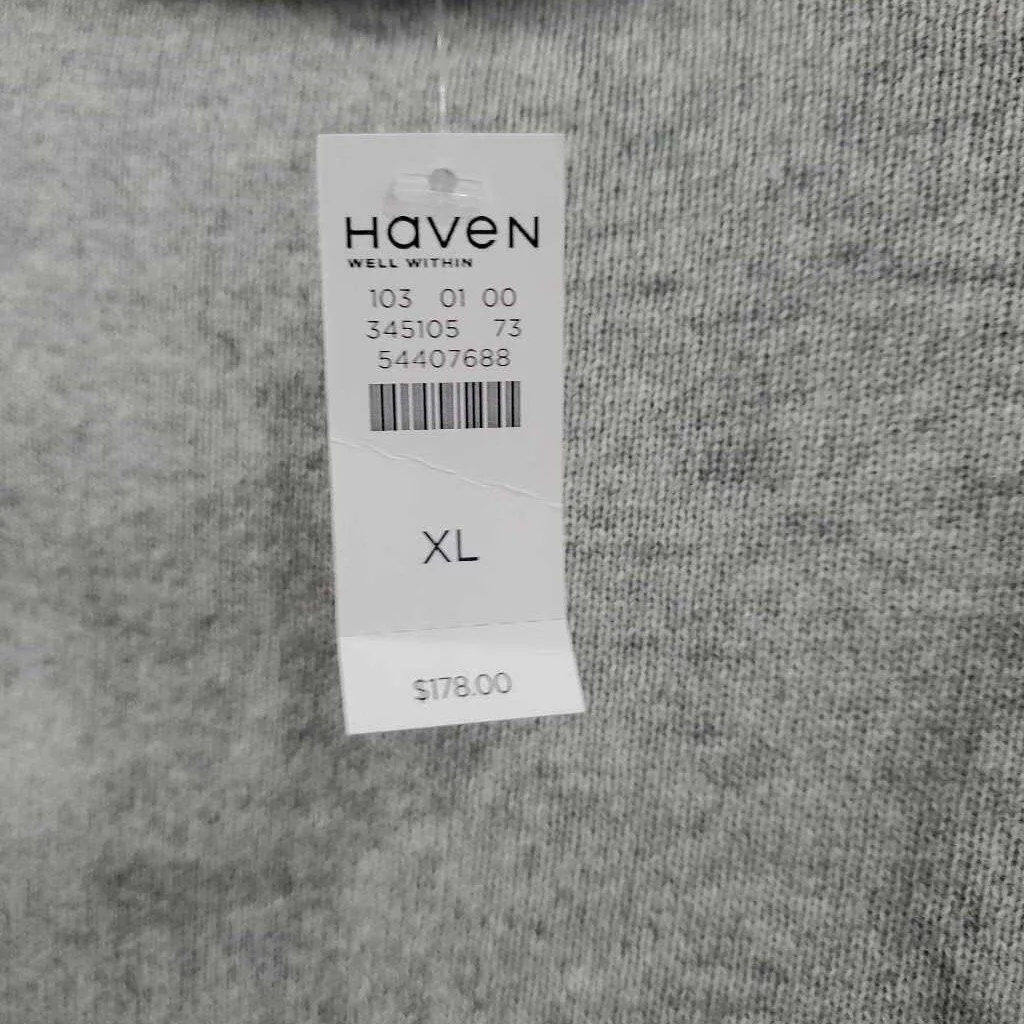 HaveN
WELL WITHIN
103 01 00
345105 73
54407688
XL
$178.00